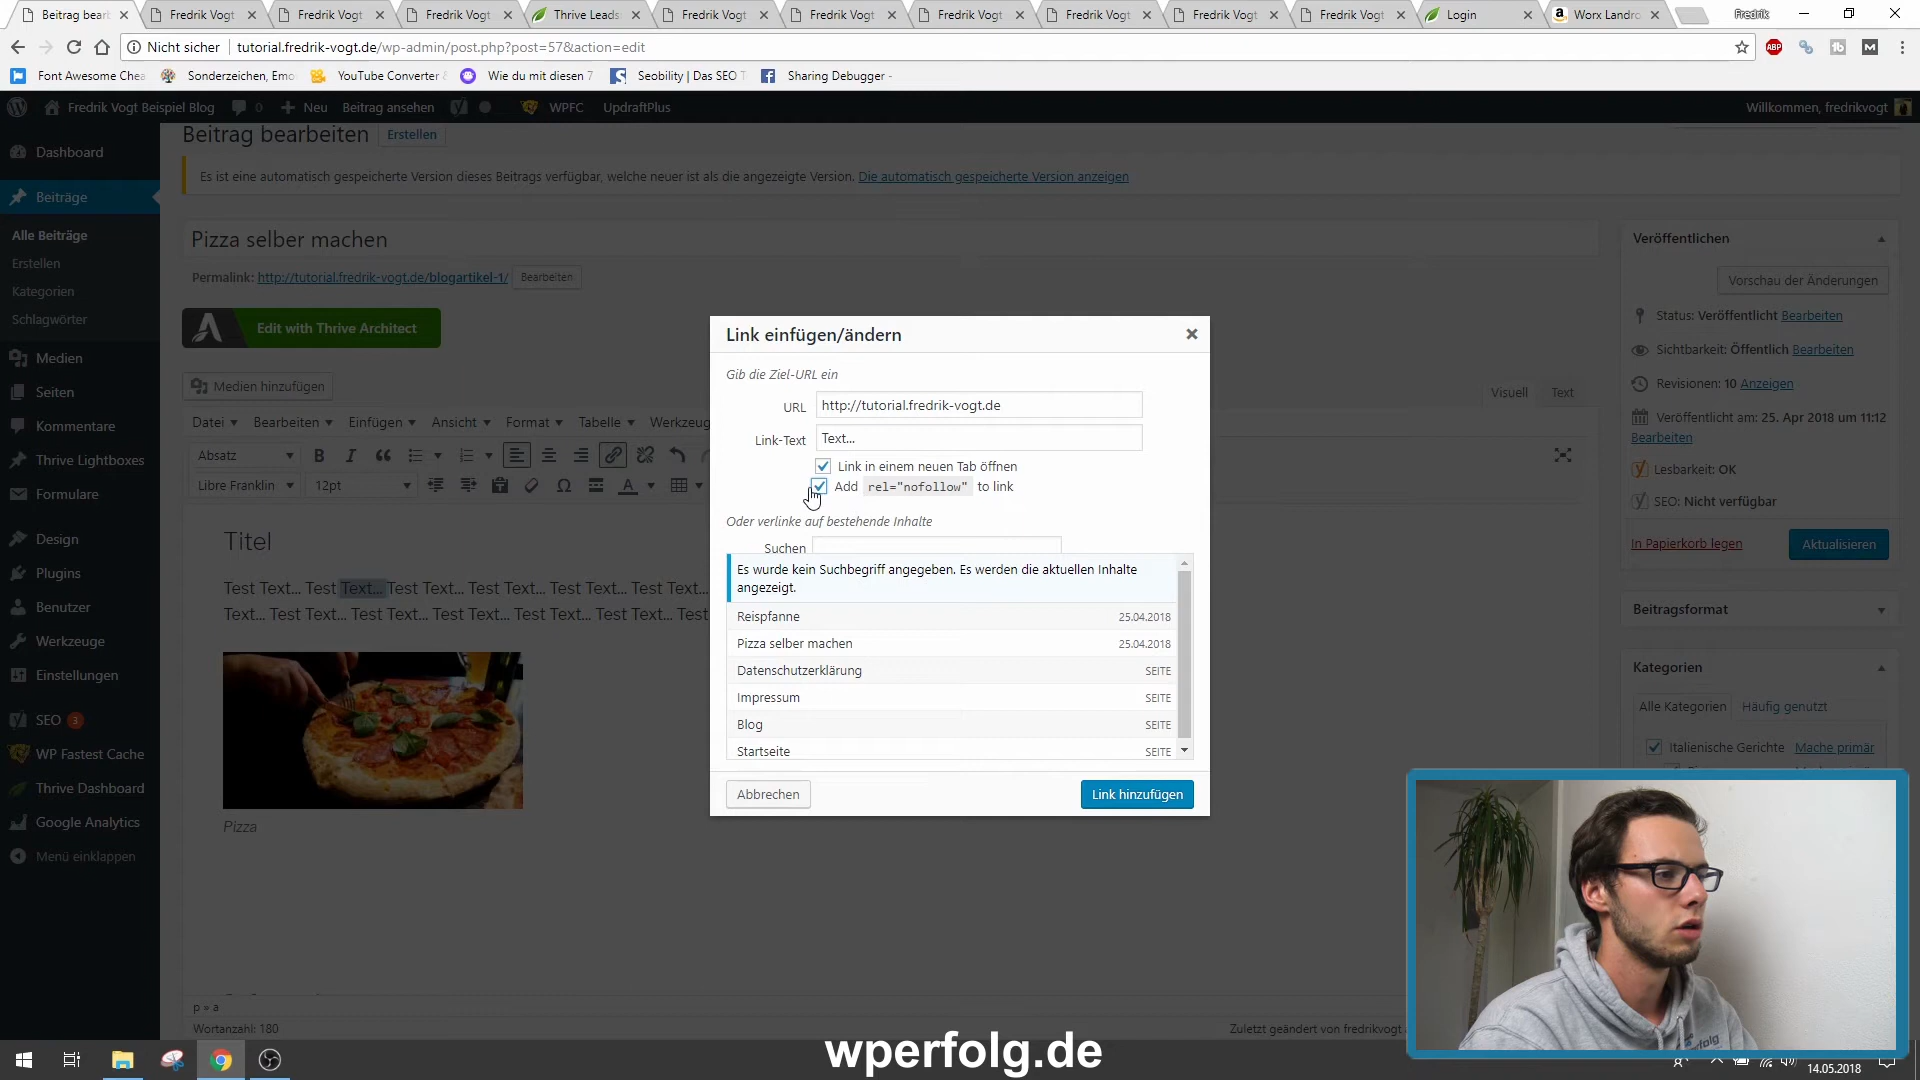 Beitrag bear
Fredrik Vogt
Fredrik Vogt
Fredrik Vogt
Thrive Leads
Fredrik Vogt
Fredrik Vogt
Fredrik Vogt
Fredrik Vogt
Fredrik Vogt
Fredrik Vogt
Login
Worx Landro
Fredrik
Nicht sicher
tutorial.fredrik-vogt.de/wp-admin/post.php?post=57&action=edit
Font Awesome Chea
Sonderzeichen, Emo
YouTube Converter
Wie du mit diesen 7
Seobility | Das SEO T
Sharing Debugger -
Fredrik Vogt Beispiel Blog
0
Neu
Beitrag ansehen
WPFC
UpdraftPlus
Willkommen, fredrikvogt
Dashboard
Beiträge
Alle Beiträge
Erstellen
Kategorien
Schlagwörter
Medien
Seiten
Kommentare
Thrive Lightboxes
Formulare
Design
Plugins
Benutzer
Werkzeuge
Einstellungen
SEO 3
WP Fastest Cache
Thrive Dashboard
Google Analytics
Menü einklappen
Beitrag bearbeiten
Erstellen
Es ist eine automatisch gespeicherte Version dieses Beitrags verfügbar, welche neuer ist als die angezeigte Version. Die automatisch gespeicherte Version anzeigen
Pizza selber machen
Permalink: http://tutorial.fredrik-vogt.de/blogartikel-1/ Bearbeiten
Edit with Thrive Architect
Medien hinzufügen
Visuell
Text
Datei
Bearbeiten
Einfügen
Ansicht
Format
Tabelle
Werkzeug
Absatz
B
I
Libre Franklin
12pt
Ω
A
Titel
Test Text... Test Text... Test Text... Test Text... Test Text... Test Text...
Text... Test Text... Test Text... Test Text... Test Text... Test Text... Test
Pizza
p » a
Wortanzahl: 180
Zuletzt geändert von fredrikvogt
Link einfügen/ändern
Gib die Ziel-URL ein
URL
http://tutorial.fredrik-vogt.de
Link-Text
Text...
Link in einem neuen Tab öffnen
Add rel="nofollow" to link
Oder verlinke auf bestehende Inhalte
Suchen
Es wurde kein Suchbegriff angegeben. Es werden die aktuellen Inhalte
angezeigt.
Reispfanne 25.04.2018
Pizza selber machen 25.04.2018
Datenschutzerklärung SEITE
Impressum SEITE
Blog SEITE
Startseite SEITE
Abbrechen
Link hinzufügen
Veröffentlichen
Vorschau der Änderungen
Status: Veröffentlicht Bearbeiten
Sichtbarkeit: Öffentlich Bearbeiten
Revisionen: 10 Anzeigen
Veröffentlicht am: 25. Apr 2018 um 11:12
Bearbeiten
Lesbarkeit: OK
SEO: Nicht verfügbar
In Papierkorb legen
Aktualisieren
Beitragsformat
Kategorien
Alle Kategorien
Häufig genutzt
Italienische Gerichte Mache primär
wperfolg.de
14.05.2018